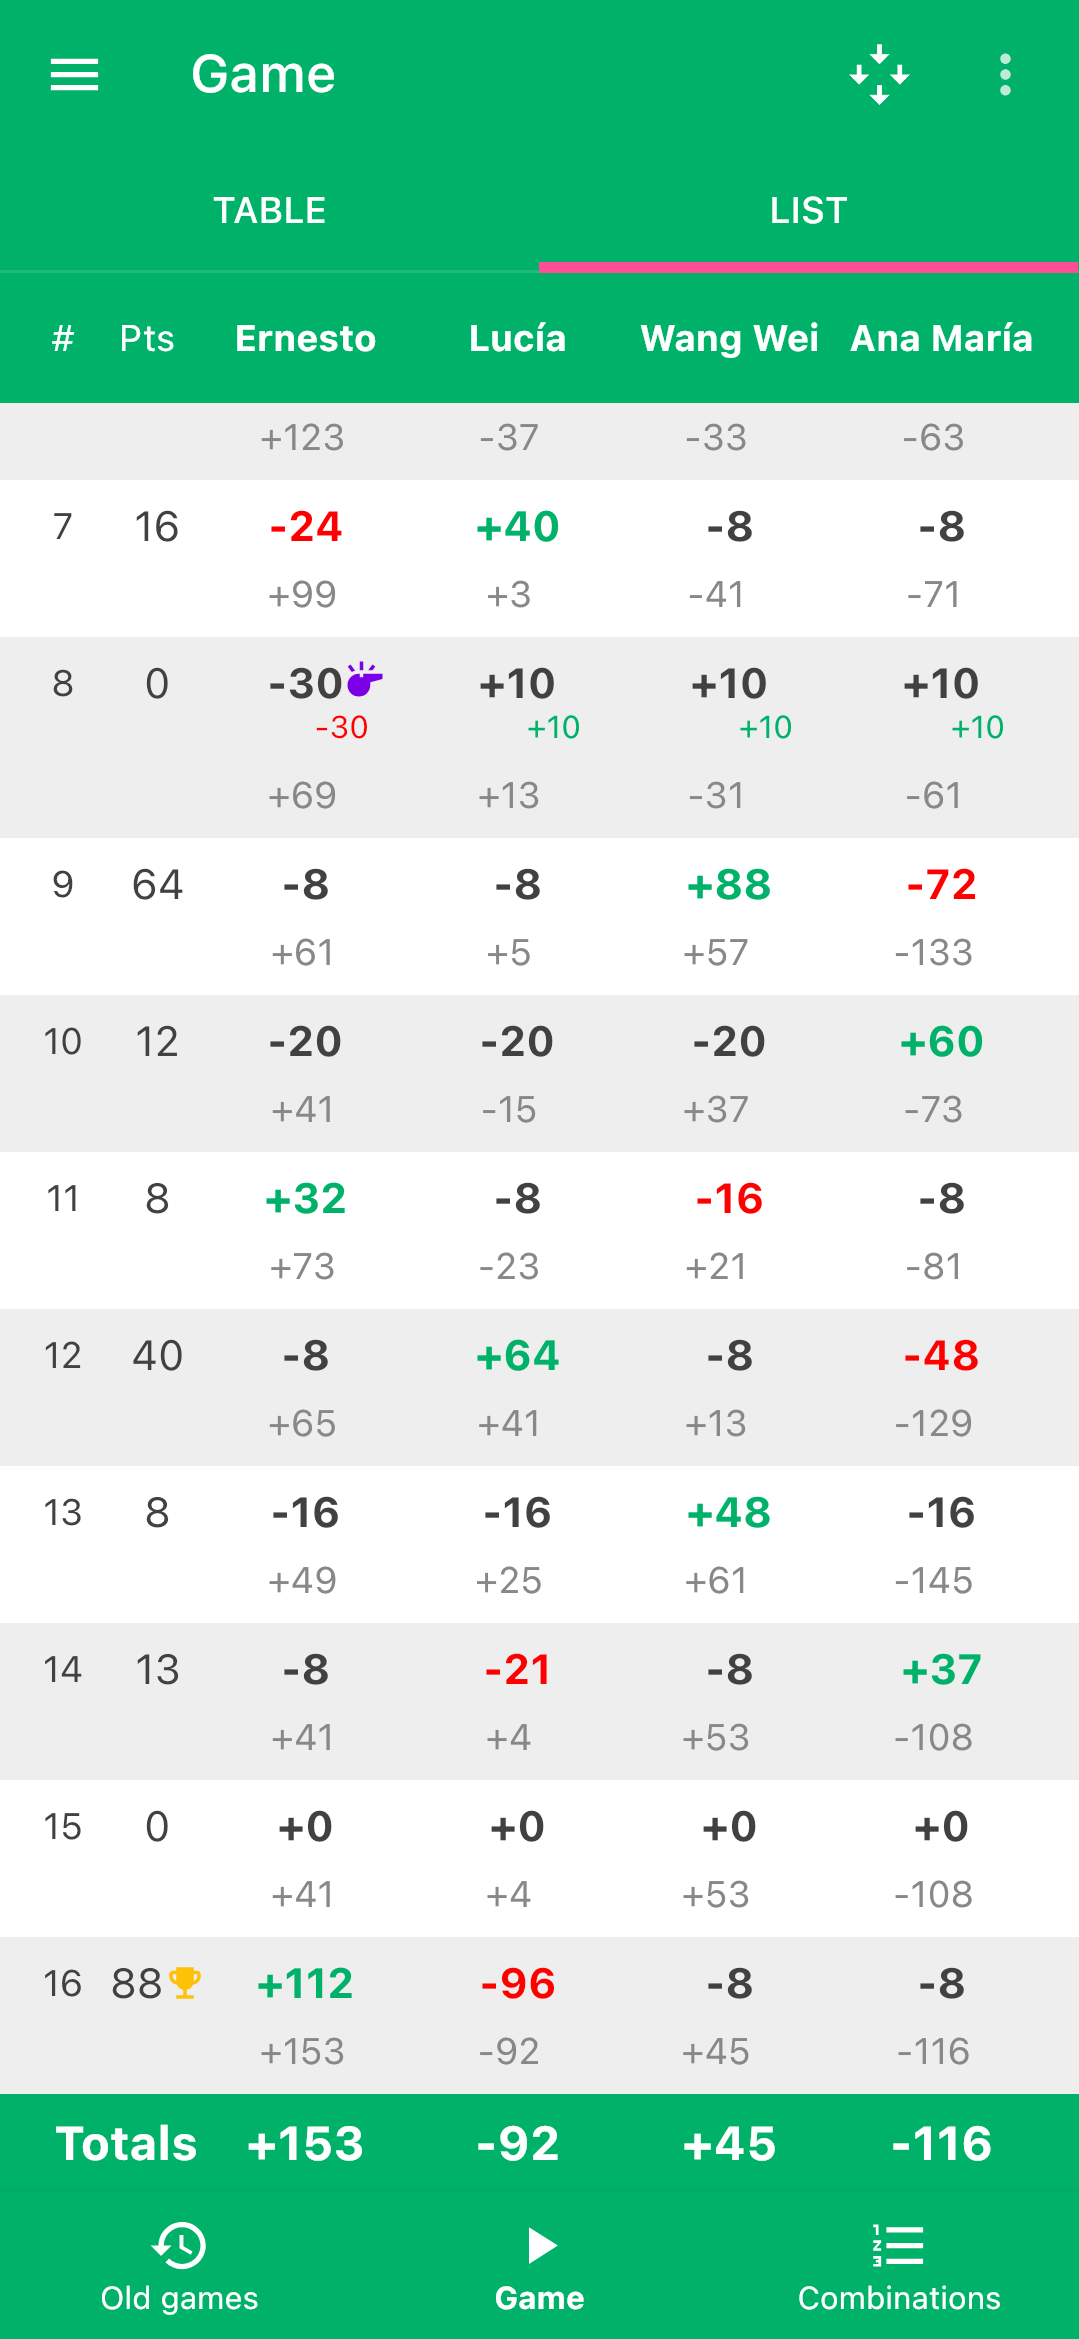 Game
TABLE LIST
# Pts Ernesto Lucía Wang Wei Ana María
+123 -37 -33 -63
7 16 -24 +40 -8 -8
+99 +3 -41 -71
8 0 -30 +10 +10 +10
-30 +10 +10 +10
+69 +13 -31 -61
9 64 -8 -8 +88 -72
+61 +5 +57 -133
10 12 -20 -20 -20 +60
+41 -15 +37 -73
11 8 +32 -8 -16 -8
+73 -23 +21 -81
12 40 -8 +64 -8 -48
+65 +41 +13 -129
13 8 -16 -16 +48 -16
+49 +25 +61 -145
14 13 -8 -21 -8 +37
+41 +4 +53 -108
15 0 +0 +0 +0 +0
+41 +4 +53 -108
16 88 +112 -96 -8 -8
+153 -92 +45 -116
Totals +153 -92 +45 -116
Old games Game Combinations